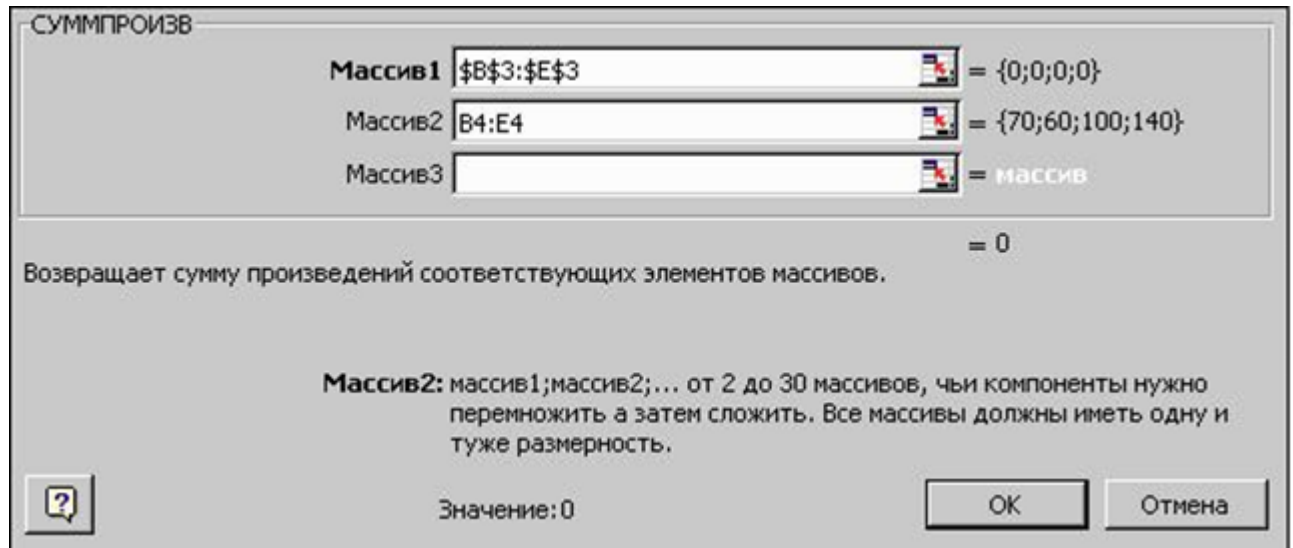 СУММПРОИЗВ
Массив1 $B$3:$E$3 = {0;0;0;0}
Массив2 B4:E4 = {70;60;100;140}
Массив3 = массив
= 0
Возвращает сумму произведений соответствующих элементов массивов.
Массив2: массив1;массив2;... от 2 до 30 массивов, чьи компоненты нужно
перемножить а затем сложить. Все массивы должны иметь одну и
туже размерность.
? Значение:0 OK Отмена